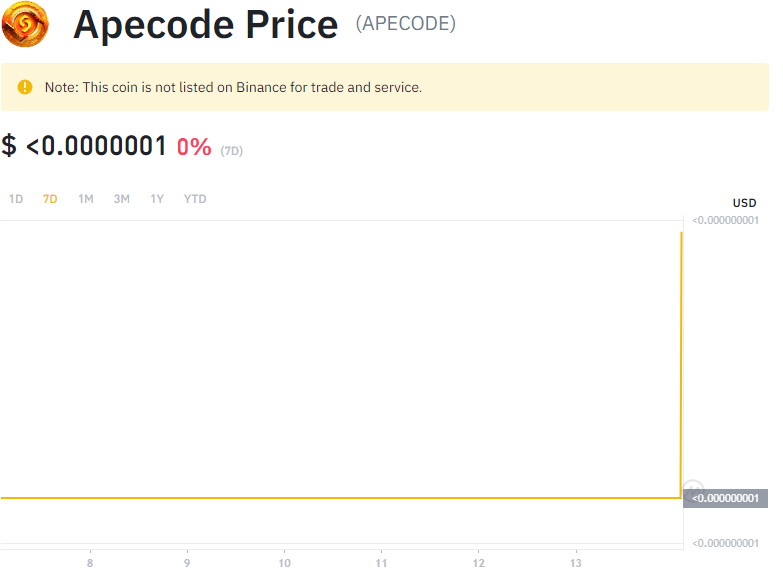 Apecode Price (APECODE)
Note: This coin is not listed on Binance for trade and service.
$ <0.0000001 0% (7D)
1D 7D 1M 3M 1Y YTD
USD
<0.000000001
<0.000000001
<0.000000001
8 9 10 11 12 13